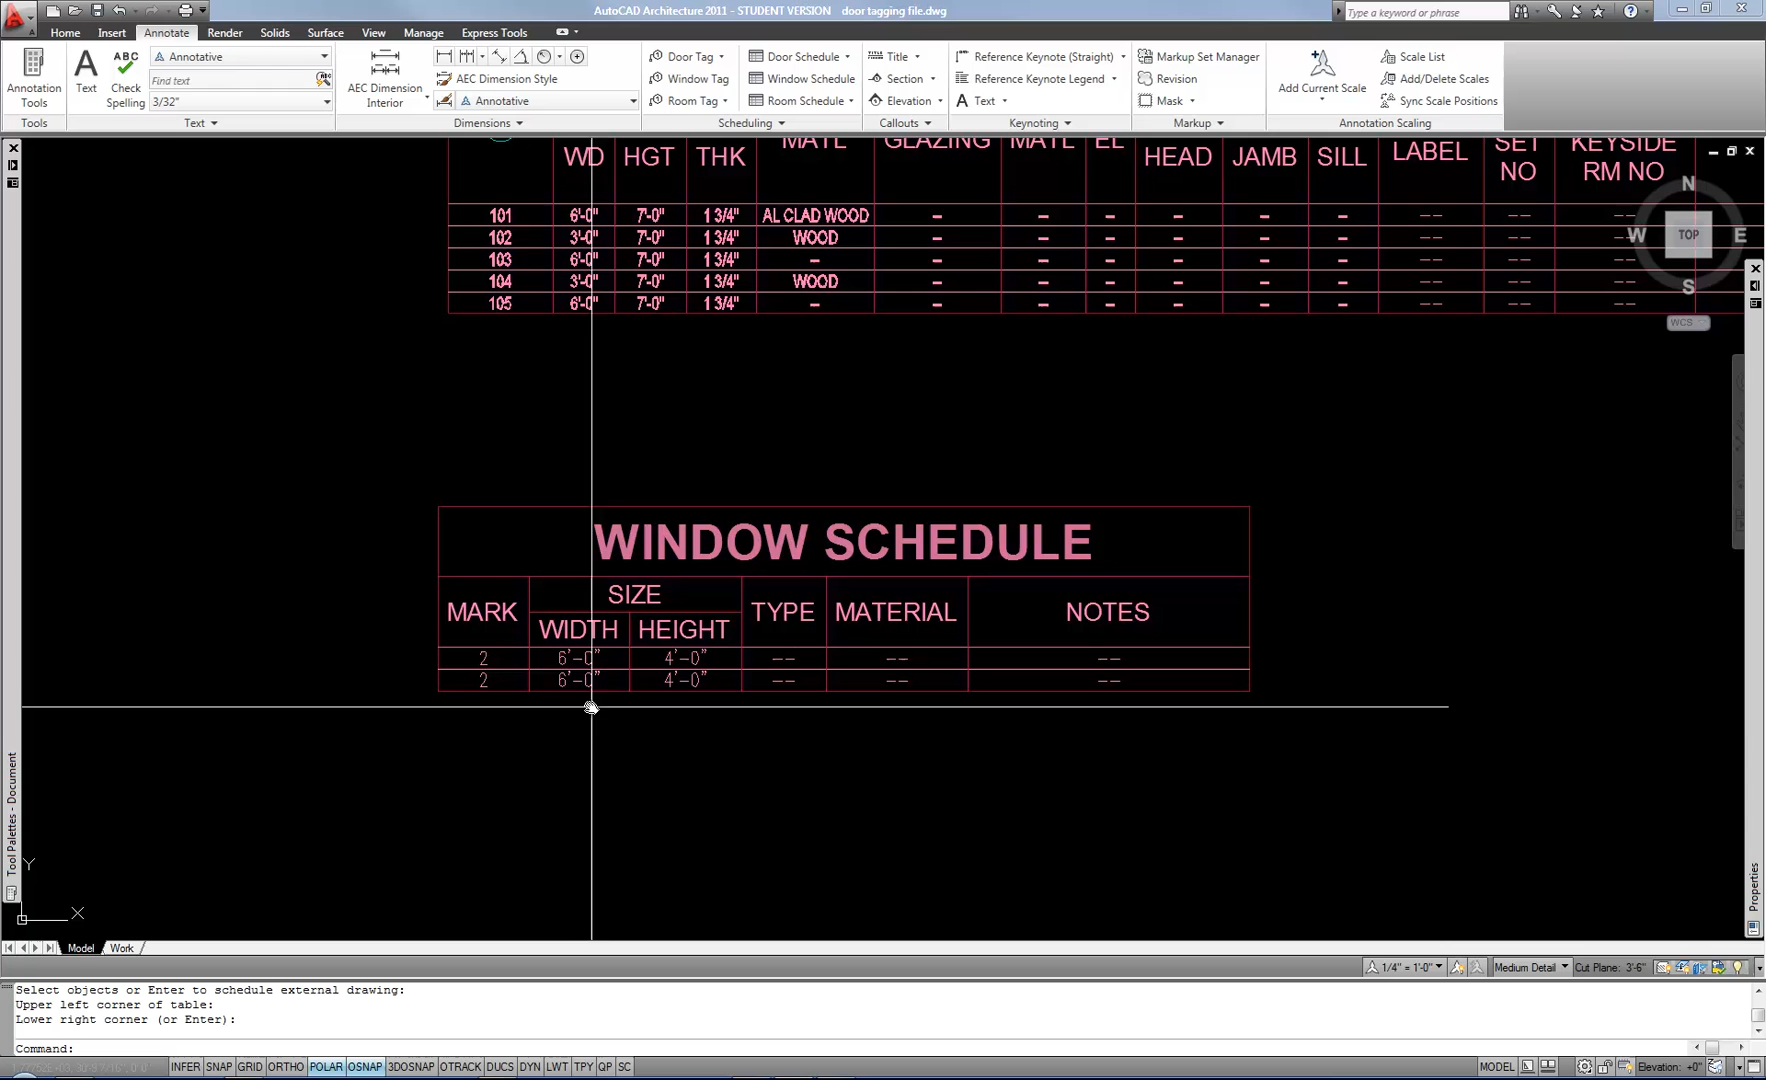 AutoCAD Architecture 2011 - STUDENT VERSION door tagging file.dwg
Type a keyword or phrase
Home Insert Annotate Render Solids Surface View Manage Express Tools
Annotation Tools
Text
Check Spelling
Annotative
Find text
3/32"
AEC Dimension Interior
AEC Dimension Style
Annotative
Door Tag
Window Tag
Room Tag
Door Schedule
Window Schedule
Room Schedule
Title
Section
Elevation
Reference Keynote (Straight)
Reference Keynote Legend
Text
Markup Set Manager
Revision
Mask
Add Current Scale
Scale List
Add/Delete Scales
Sync Scale Positions
Tools Text Dimensions Scheduling Callouts Keynoting Markup Annotation Scaling
WD HGT THK MATL GLAZING MATL EL HEAD JAMB SILL LABEL SET NO KEYSIDE RM NO
101 6'-0" 7'-0" 1 3/4" AL CLAD WOOD – – – – – – -- -- --
102 3'-0" 7'-0" 1 3/4" WOOD – – – – – – -- -- --
103 6'-0" 7'-0" 1 3/4" – – – – – – – -- -- --
104 3'-0" 7'-0" 1 3/4" WOOD – – – – – – -- -- --
105 6'-0" 7'-0" 1 3/4" – – – – – – – -- -- --
N
W TOP E
S
WCS
WINDOW SCHEDULE
MARK SIZE TYPE MATERIAL NOTES
WIDTH HEIGHT
2 6'-0" 4'-0" -- -- --
2 6'-0" 4'-0" -- -- --
Tool Palettes - Document
Properties
Y
X
Model Work
1/4" = 1'-0" Medium Detail Cut Plane: 3'-6"
Select objects or Enter to schedule external drawing:
Upper left corner of table:
Lower right corner (or Enter):
Command:
INFER SNAP GRID ORTHO POLAR OSNAP 3DOSNAP OTRACK DUCS DYN LWT TPY QP SC
MODEL Elevation: +0"